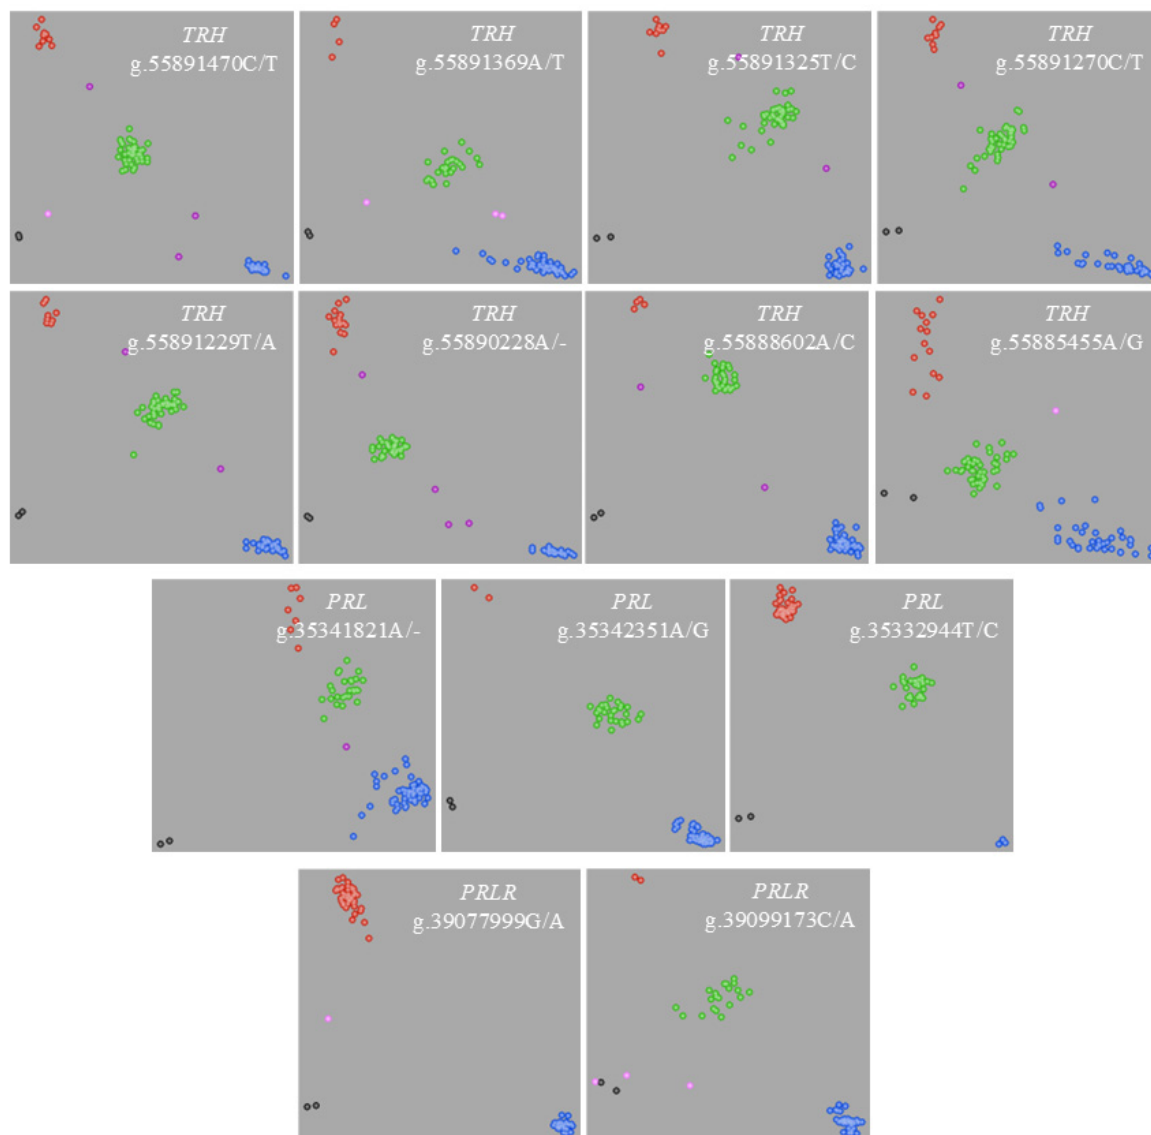 TRH
g.55891470C/T
TRH
g.55891369A/T
TRH
g.55891325T/C
TRH
g.55891270C/T
TRH
g.55891229T/A
TRH
g.55890228A/-
TRH
g.55888602A/C
TRH
g.55885455A/G
PRL
g.35341821A/-
PRL
g.35342351A/G
PRL
g.35332944T/C
PRLR
g.39077999G/A
PRLR
g.39099173C/A